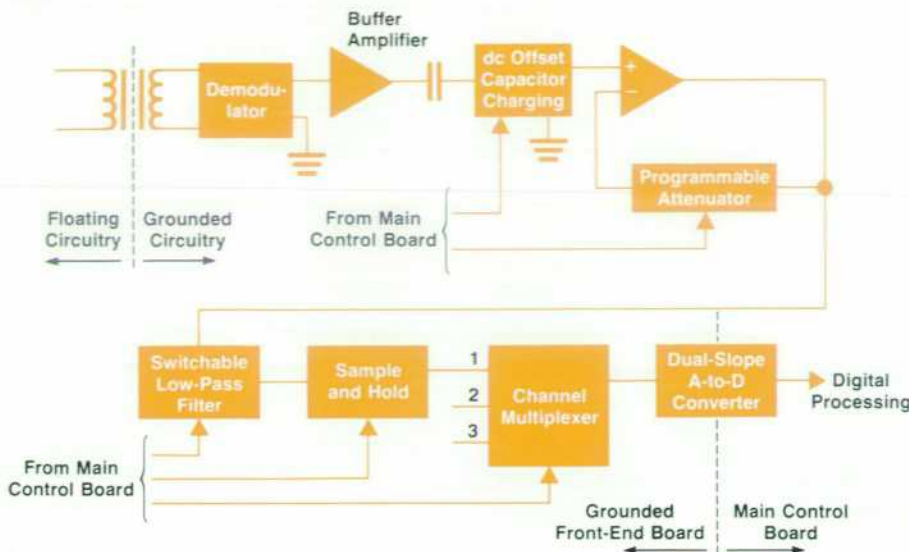 Buffer
Amplifier
Demodu-
lator
dc Offset
Capacitor
Charging
+
−
Programmable
Attenuator
From Main
Control Board
Floating
Circuitry
Grounded
Circuitry
Switchable
Low-Pass
Filter
Sample
and Hold
1
2
3
Channel
Multiplexer
Dual-Slope
A-to-D
Converter
Digital
Processing
From Main
Control Board
Grounded
Front-End Board
Main Control
Board